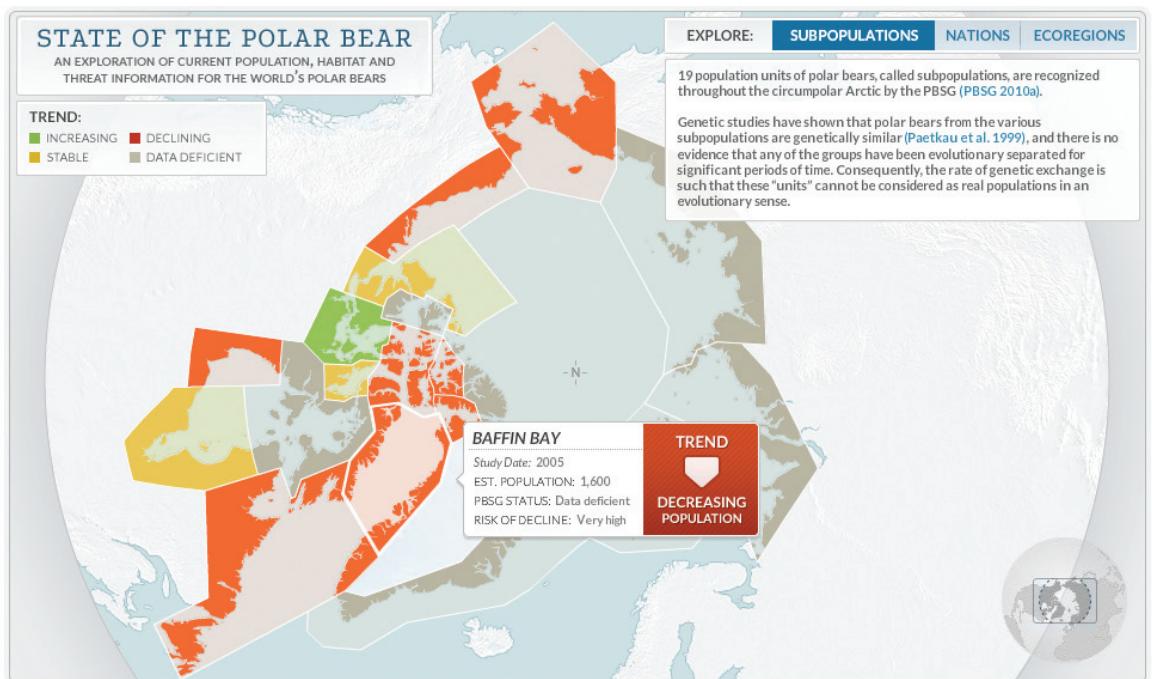 STATE OF THE POLAR BEAR
AN EXPLORATION OF CURRENT POPULATION, HABITAT AND
THREAT INFORMATION FOR THE WORLD'S POLAR BEARS
TREND:
INCREASING
DECLINING
STABLE
DATA DEFICIENT
EXPLORE:
SUBPOPULATIONS
NATIONS
ECOREGIONS
19 population units of polar bears, called subpopulations, are recognized
throughout the circumpolar Arctic by the PBSG (PBSG 2010a).
Genetic studies have shown that polar bears from the various
subpopulations are genetically similar (Paetkau et al. 1999), and there is no
evidence that any of the groups have been evolutionary separated for
significant periods of time. Consequently, the rate of genetic exchange is
such that these "units" cannot be considered as real populations in an
evolutionary sense.
-N-
BAFFIN BAY
Study Date: 2005
EST. POPULATION: 1,600
PBSG STATUS: Data deficient
RISK OF DECLINE: Very high
TREND
DECREASING
POPULATION